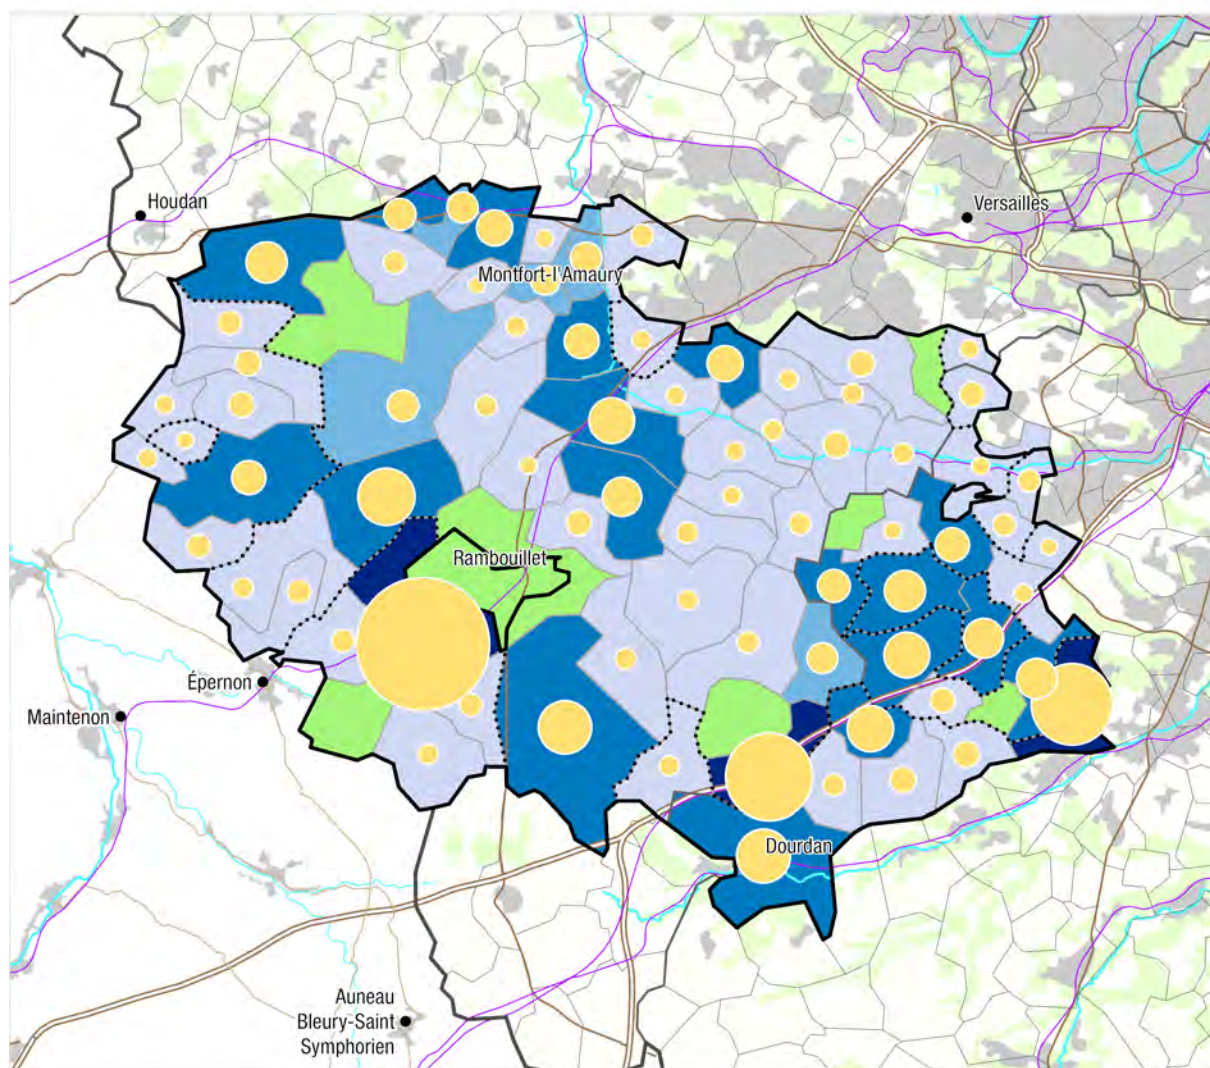 Houdan
Versailles
Montfort-l'Amaury
Rambouillet
Épernon
Maintenon
Dourdan
Auneau
Bleury-Saint
Symphorien